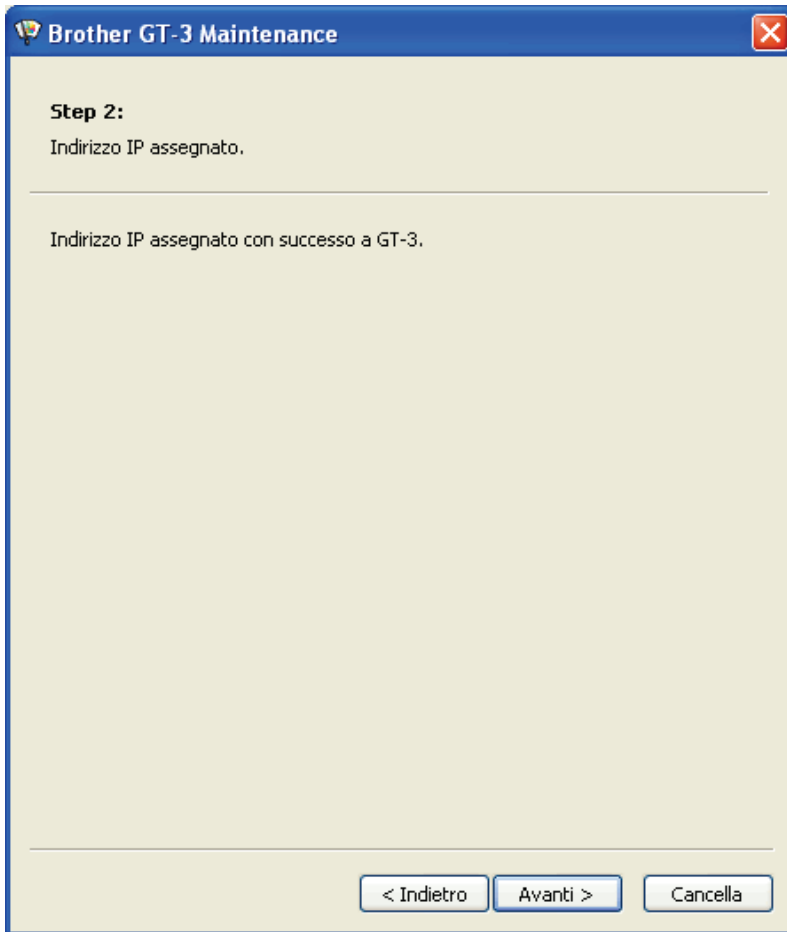 Brother GT-3 Maintenance
Step 2:
Indirizzo IP assegnato.
Indirizzo IP assegnato con successo a GT-3.
< Indietro Avanti > Cancella